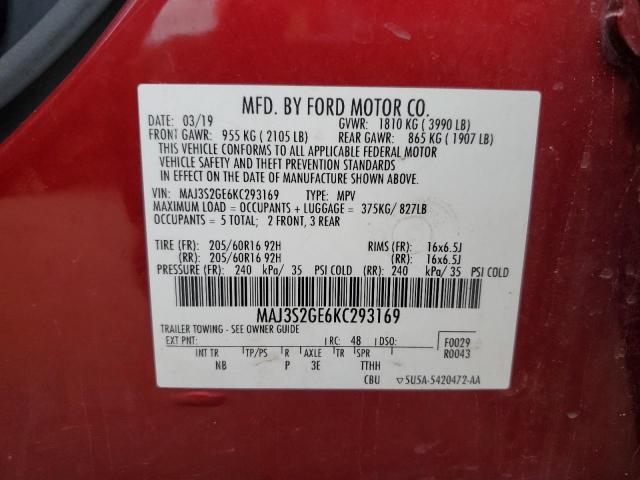 MFD. BY FORD MOTOR CO.
DATE: 03/19 GVWR: 1810 KG ( 3990 LB)
FRONT GAWR: 955 KG ( 2105 LB) REAR GAWR: 865 KG ( 1907 LB)
THIS VEHICLE CONFORMS TO ALL APPLICABLE FEDERAL MOTOR
VEHICLE SAFETY AND THEFT PREVENTION STANDARDS
IN EFFECT ON THE DATE OF MANUFACTURE SHOWN ABOVE.
VIN: MAJ3S2GE6KC293169 TYPE: MPV
MAXIMUM LOAD = OCCUPANTS + LUGGAGE = 375KG/ 827LB
OCCUPANTS = 5 TOTAL; 2 FRONT, 3 REAR
TIRE (FR): 205/60R16 92H RIMS (FR): 16x6.5J
(RR): 205/60R16 92H (RR): 16x6.5J
PRESSURE (FR): 240 kPa/ 35 PSI COLD (RR): 240 kPa/ 35 PSI COLD
MAJ3S2GE6KC293169
TRAILER TOWING - SEE OWNER GUIDE
EXT PNT: RC: 48 DSO: F0029
INT TR TP/PS R AXLE TR SPR R0043
NB P 3E TTHH
CBU 5U5A-5420472-AA